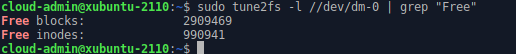 cloud-admin@xubuntu-2110:~$ sudo tune2fs -l //dev/dm-0 | grep "Free"
Free blocks:              2909469
Free inodes:              990941
cloud-admin@xubuntu-2110:~$